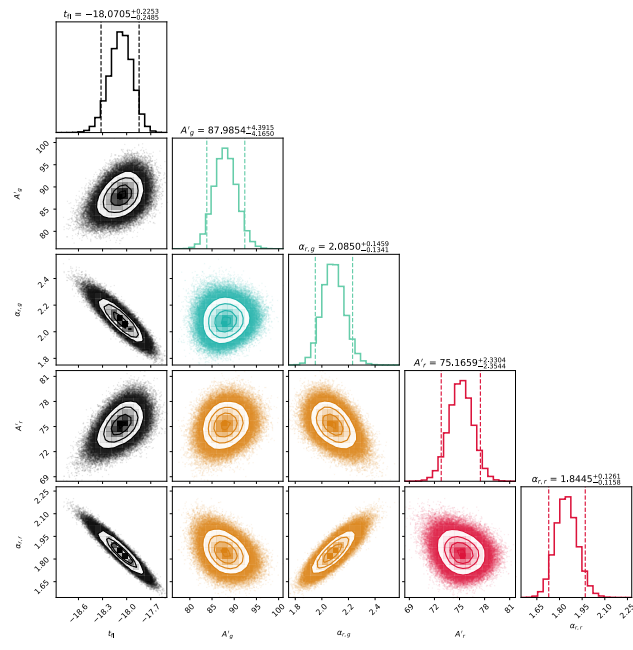 t_fl = −18.0705^{+0.2253}_{−0.2485}
A′_g = 87.9854^{+4.3915}_{−4.1650}
α_{r,g} = 2.0850^{+0.1459}_{−0.1341}
A′_r = 75.1659^{+2.3304}_{−2.3544}
α_{r,r} = 1.8445^{+0.1261}_{−0.1158}
A′_g
100
95
90
85
80
α_{r,g}
2.4
2.2
2.0
1.8
A′_r
81
78
75
72
69
α_{r,r}
2.25
2.10
1.95
1.80
1.65
−18.6 −18.3 −18.0 −17.7
80 85 90 95 100
1.8 2.0 2.2 2.4
69 72 75 78 81
1.65 1.80 1.95 2.10 2.25
t_fl A′_g α_{r,g} A′_r α_{r,r}